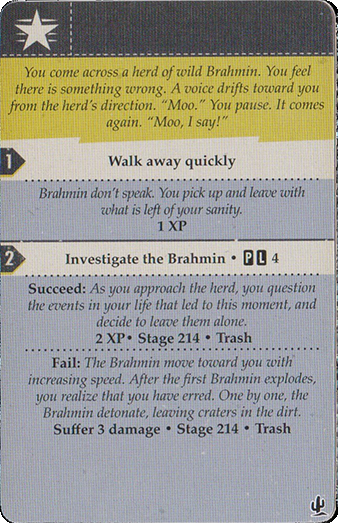 You come across a herd of wild Brahmin. You feel
there is something wrong. A voice drifts toward you
from the herd's direction. “Moo.” You pause. It comes
again. “Moo, I say!”
1 Walk away quickly
Brahmin don't speak. You pick up and leave with
what is left of your sanity.
1 XP
2 Investigate the Brahmin • P L 4
Succeed: As you approach the herd, you question
the events in your life that led to this moment, and
decide to leave them alone.
2 XP• Stage 214 • Trash
Fail: The Brahmin move toward you with
increasing speed. After the first Brahmin explodes,
you realize that you have erred. One by one, the
Brahmin detonate, leaving craters in the dirt.
Suffer 3 damage • Stage 214 • Trash